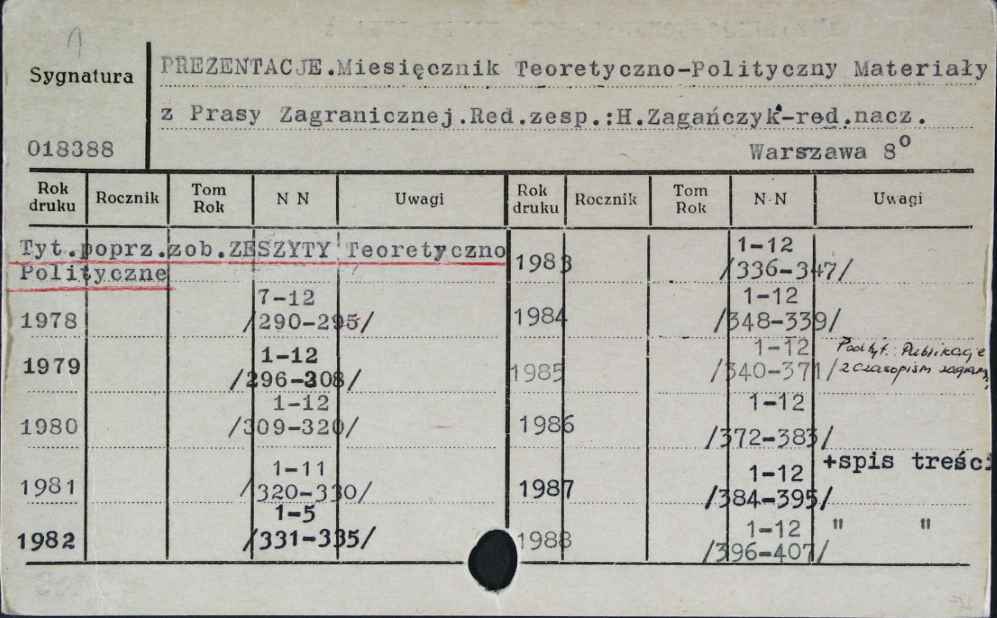 Sygnatura
018388
PREZENTACJE.Miesięcznik Teoretyczno-Polityczny Materiały
z Prasy Zagranicznej.Red.zesp.:H.Zagańczyk-red.nacz.
Warszawa 8⁰
Rok druku Rocznik Tom Rok N N Uwagi Rok druku Rocznik Tom Rok N N Uwagi
Tyt.poprz.zob.ZESZYTY Teoretyczno
Polityczne
1978 7-12
/290-295/
1979 1-12
/296-308/
1980 1-12
/309-320/
1981 1-11
/320-330/
1982 1-5
/331-335/
1983 1-12
/336-347/
1984 1-12
/348-339/
1985 1-12 Podtyt. Publikacje
/340-371/ z czasopism zagran.
1986 1-12
/372-383/
+spis treści
1987 1-12
/384-395/
1988 1-12 " "
/396-407/